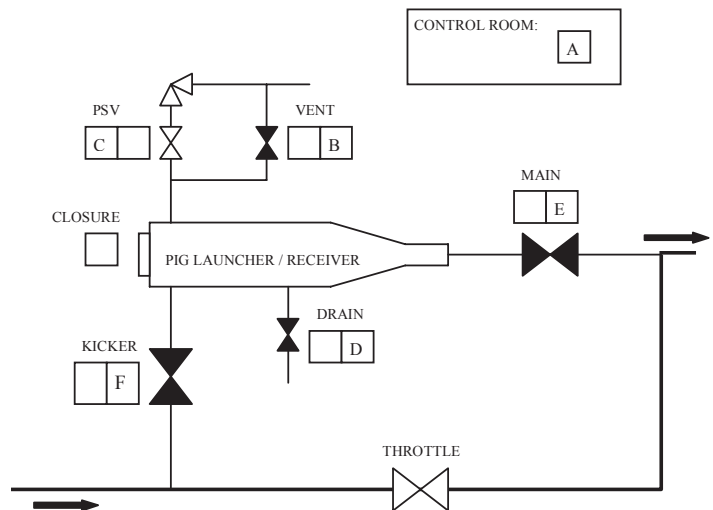 CONTROL ROOM:
A
PSV
VENT
C
B
MAIN
E
CLOSURE
PIG LAUNCHER / RECEIVER
DRAIN
D
KICKER
F
THROTTLE